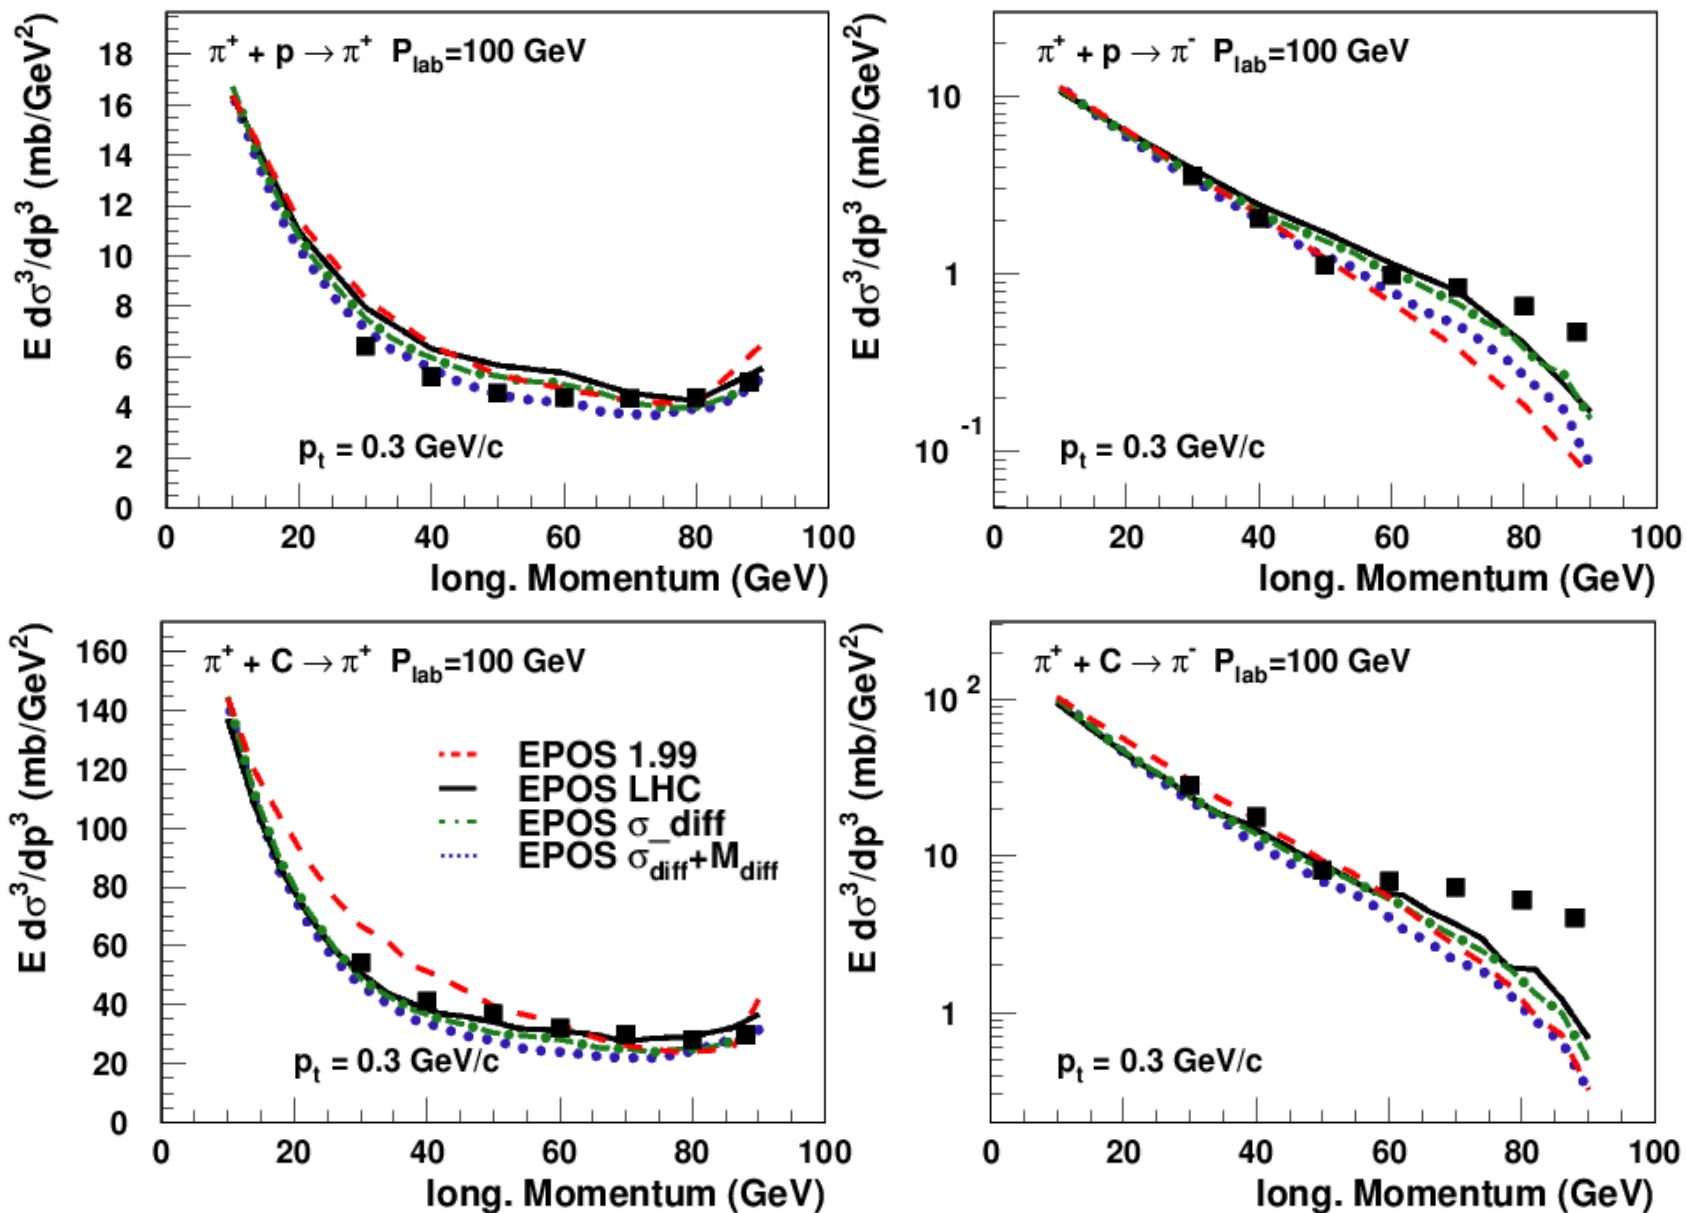 π⁺ + p → π⁺ P_lab=100 GeV
E dσ³/dp³ (mb/GeV²)
18
16
14
12
10
8
6
4
2
0
p_t = 0.3 GeV/c
0 20 40 60 80 100
long. Momentum (GeV)
π⁺ + p → π⁻ P_lab=100 GeV
E dσ³/dp³ (mb/GeV²)
10
1
10⁻¹
p_t = 0.3 GeV/c
0 20 40 60 80 100
long. Momentum (GeV)
π⁺ + C → π⁺ P_lab=100 GeV
E dσ³/dp³ (mb/GeV²)
160
140
120
100
80
60
40
20
0
EPOS 1.99
EPOS LHC
EPOS σ_diff
EPOS σ_diff+M_diff
p_t = 0.3 GeV/c
0 20 40 60 80 100
long. Momentum (GeV)
π⁺ + C → π⁻ P_lab=100 GeV
E dσ³/dp³ (mb/GeV²)
10²
10
1
p_t = 0.3 GeV/c
0 20 40 60 80 100
long. Momentum (GeV)